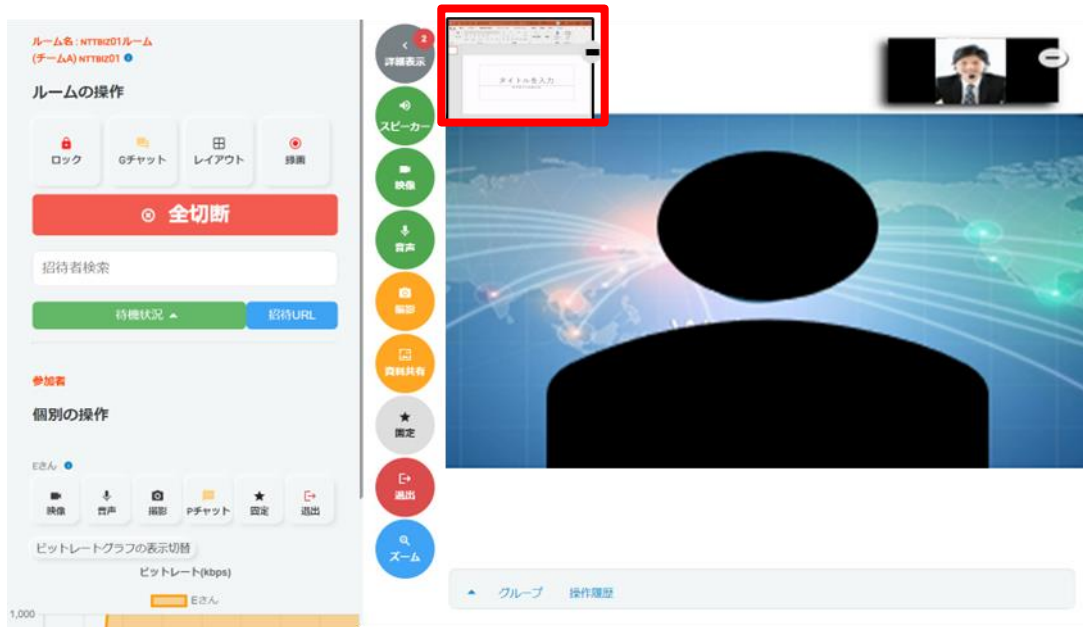 ルーム名 : NTTBIZ01ルーム
(チームA) NTTBIZ01
ルームの操作
ロック
Gチャット
レイアウト
録画
全切断
招待者検索
待機状況
招待URL
参加者
個別の操作
Eさん
映像
音声
撮影
Pチャット
固定
退出
ビットレートグラフの表示切替
ビットレート(kbps)
Eさん
1,000
2
詳細表示
スピーカー
映像
音声
撮影
資料共有
固定
退出
ズーム
タイトルを入力
グループ
操作履歴